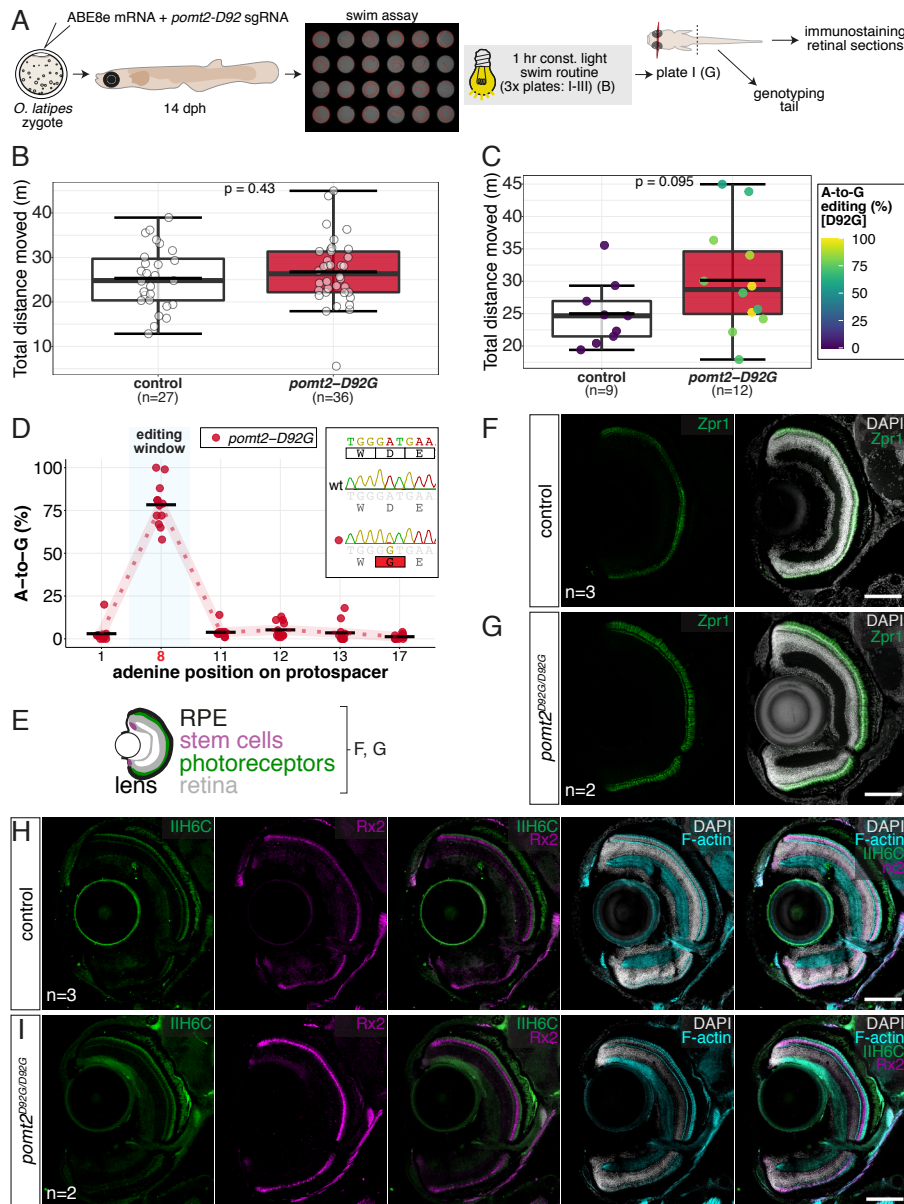 A
ABE8e mRNA + pomt2-D92 sgRNA
O. latipes
zygote
14 dph
swim assay
1 hr const. light
swim routine
(3x plates: I-III) (B)
plate I (G)
immunostaining
retinal sections
genotyping
tail
B
Total distance moved (m)
40
30
20
10
p = 0.43
control
(n=27)
pomt2−D92G
(n=36)
C
Total distance moved (m)
45
40
35
30
25
20
p = 0.095
control
(n=9)
pomt2−D92G
(n=12)
A-to-G
editing (%)
[D92G]
100
75
50
25
0
D
editing
window
pomt2−D92G
A−to−G (%)
100
75
50
25
0
1
8
11
12
13
17
adenine position on protospacer
TGGGATGAA
W D E
wt
TGGGATGAA
W D E
TGGGGTGAA
W G E
E
RPE
stem cells
photoreceptors
retina
lens
F, G
F
control
Zpr1
n=3
DAPI
Zpr1
G
pomt2D92G/D92G
Zpr1
n=2
DAPI
Zpr1
H
control
IIH6C
n=3
Rx2
IIH6C
Rx2
DAPI
F-actin
DAPI
F-actin
IIH6C
I
pomt2D92G/D92G
IIH6C
n=2
Rx2
IIH6C
Rx2
DAPI
F-actin
DAPI
F-actin
IIH6C
Rx2